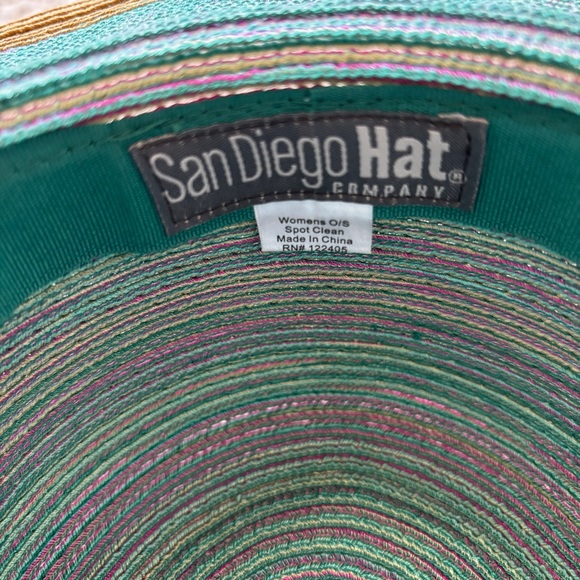 San Diego Hat®
COMPANY
Womens O/S
Spot Clean
Made In China
RN# 122405